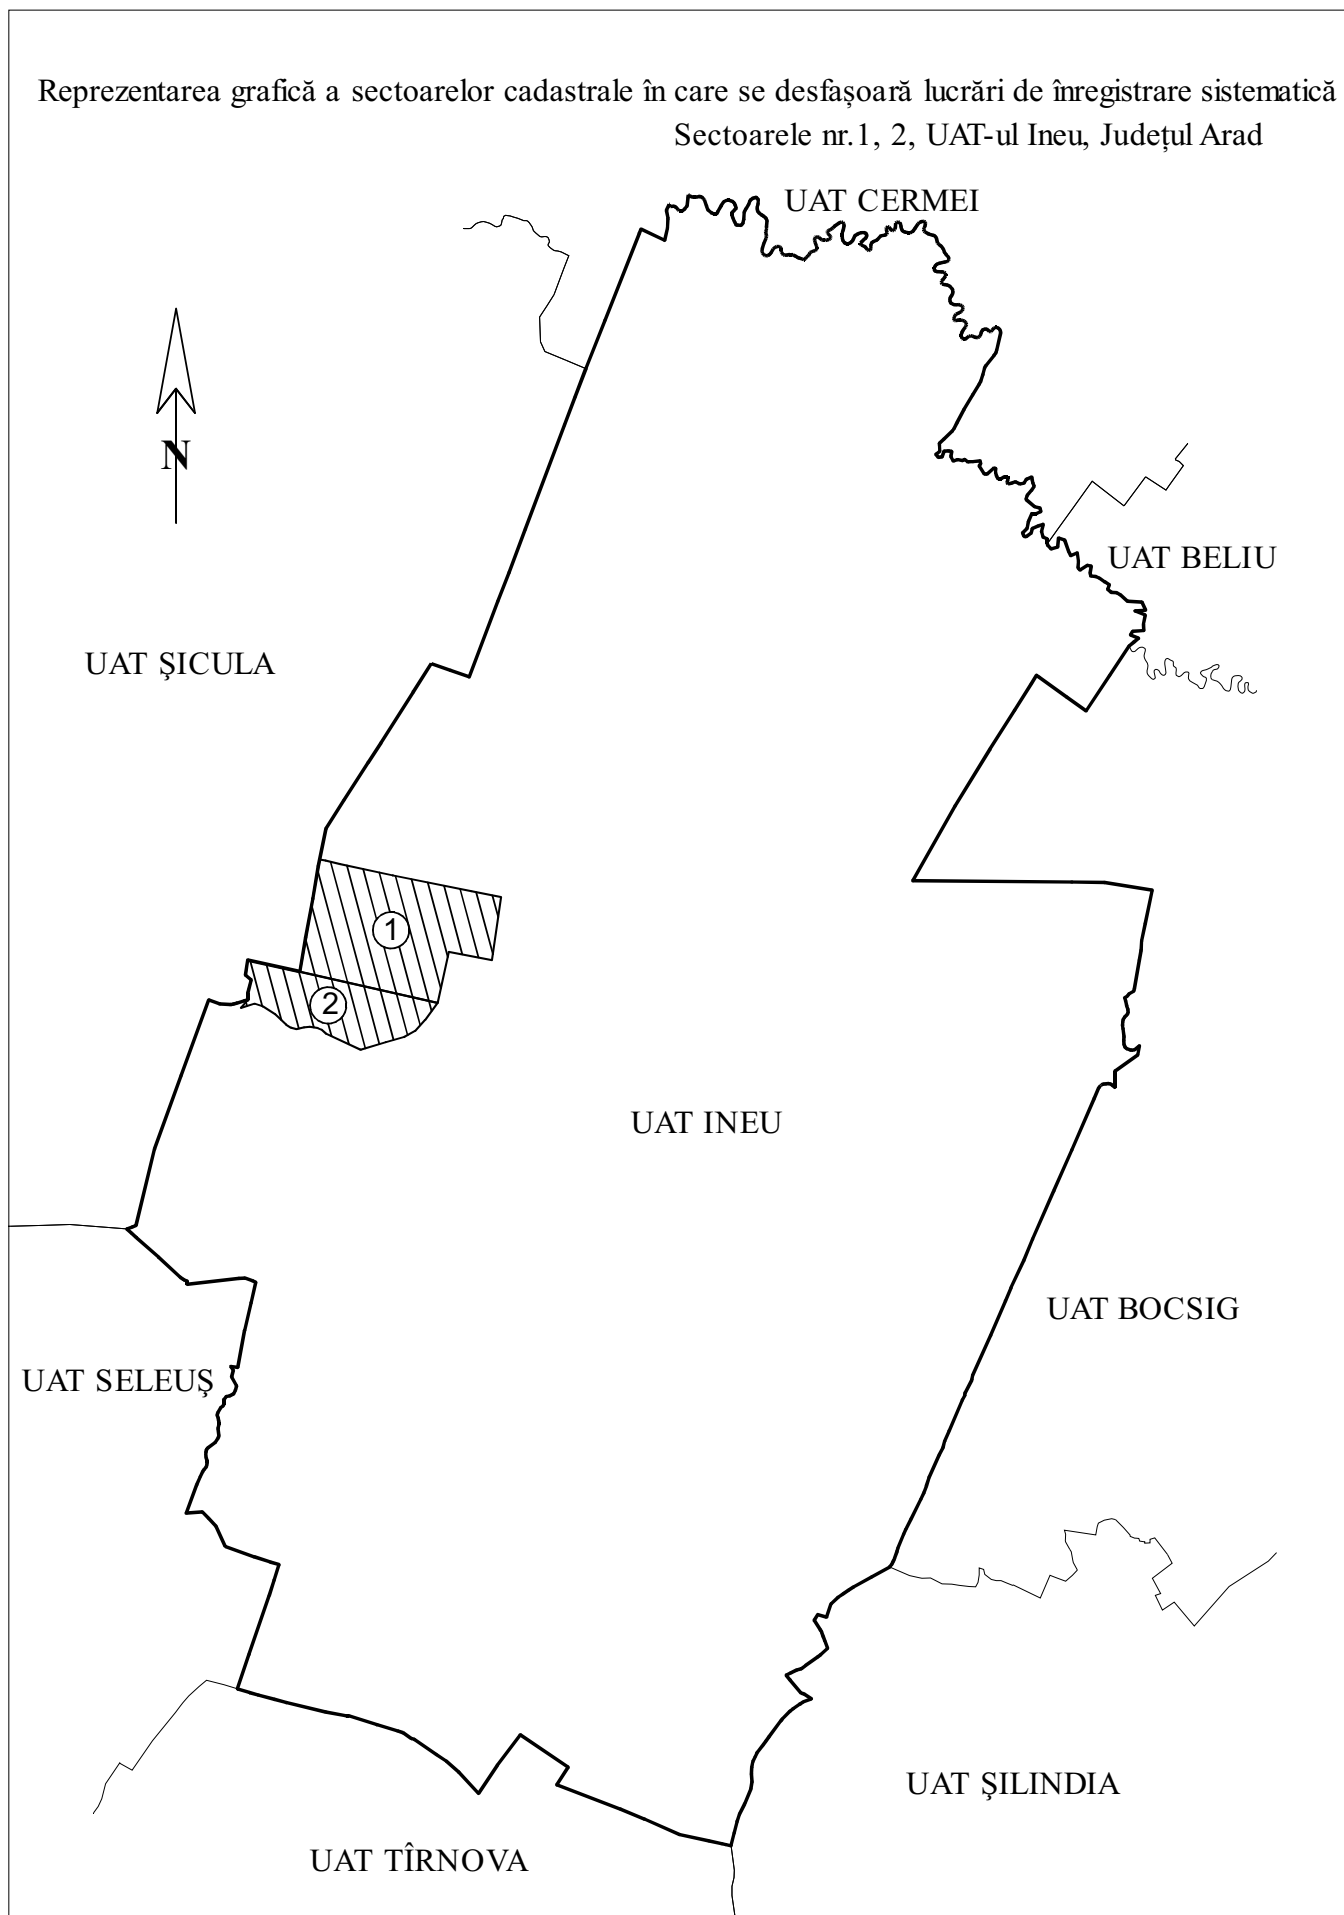 Reprezentarea grafică a sectoarelor cadastrale în care se desfășoară lucrări de înregistrare sistematică
Sectoarele nr.1, 2, UAT-ul Ineu, Județul Arad
UAT CERMEI
N
UAT BELIU
UAT ŞICULA
1
2
UAT INEU
UAT BOCSIG
UAT SELEUŞ
UAT ŞILINDIA
UAT TÎRNOVA